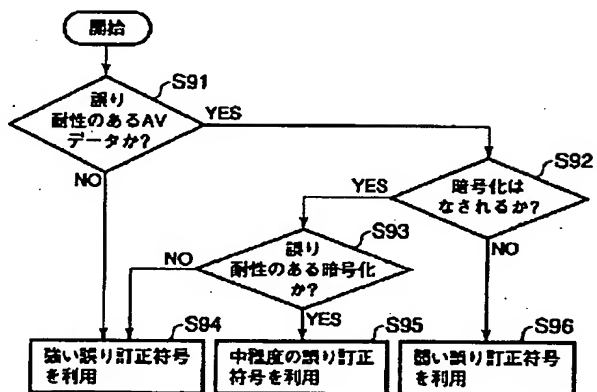 開始
S91
誤り
耐性のあるAV
データか?
YES
NO
S92
暗号化は
なされるか?
YES
NO
S93
誤り
耐性のある暗号化
か?
NO
YES
S94
強い誤り訂正符号
を利用
S95
中程度の誤り訂正
符号を利用
S96
弱い誤り訂正符号
を利用